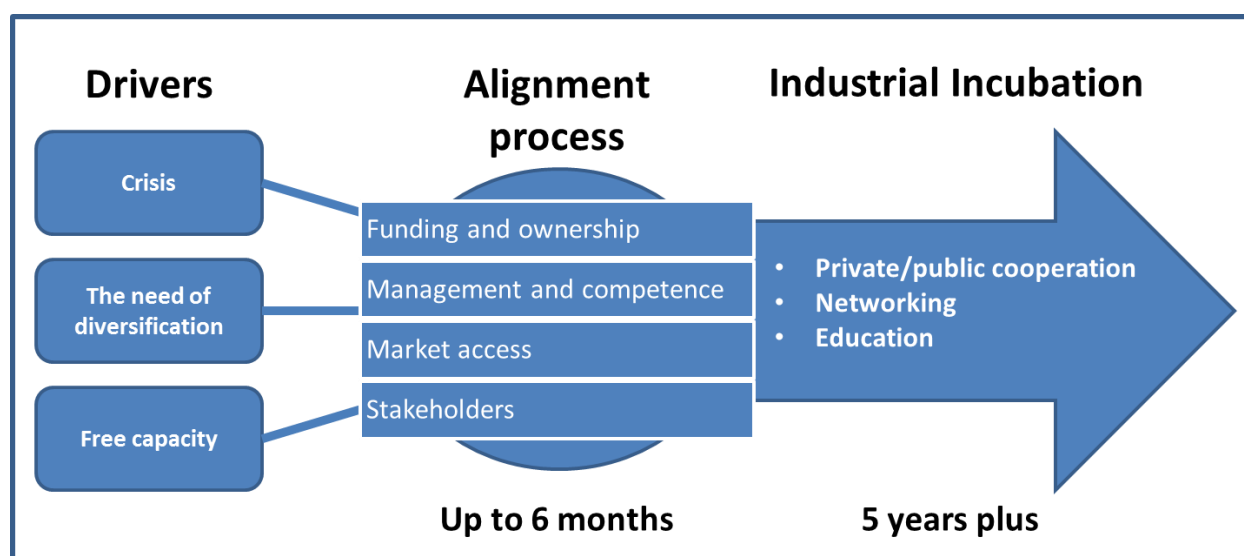 Drivers
Crisis
The need of
diversification
Free capacity
Alignment
process
Funding and ownership
Management and competence
Market access
Stakeholders
Up to 6 months
Industrial Incubation
• Private/public cooperation
• Networking
• Education
5 years plus